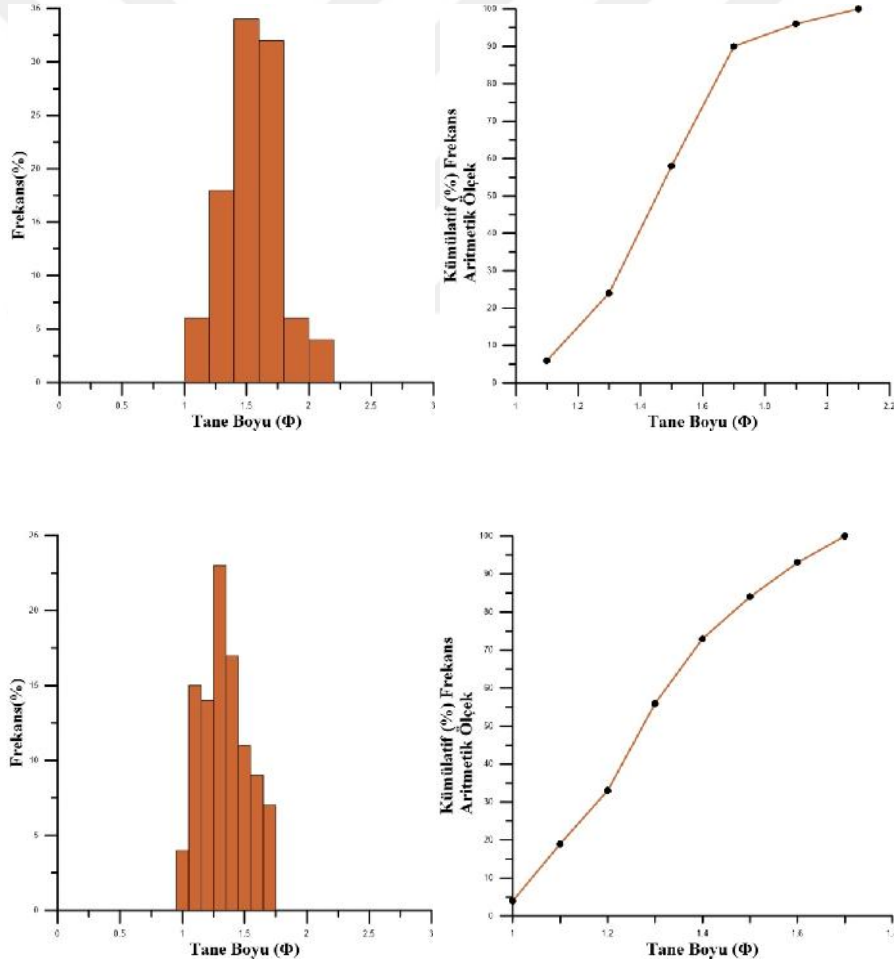 35
30
25
20
15
10
5
0
Frekans(%)
0 0.5 1 1.5 2 2.5 3
Tane Boyu (Φ)
100
90
80
70
60
50
40
30
20
10
0
Kümülatif (%) Frekans
Aritmetik Ölçek
1 1.2 1.4 1.6 1.8 2 2.2
Tane Boyu (Φ)
25
20
15
10
5
0
Frekans(%)
0 0.5 1 1.5 2 2.5 3
Tane Boyu (Φ)
100
90
80
70
60
50
40
30
20
10
0
Kümülatif (%) Frekans
Aritmetik Ölçek
1 1.2 1.4 1.6
Tane Boyu (Φ)